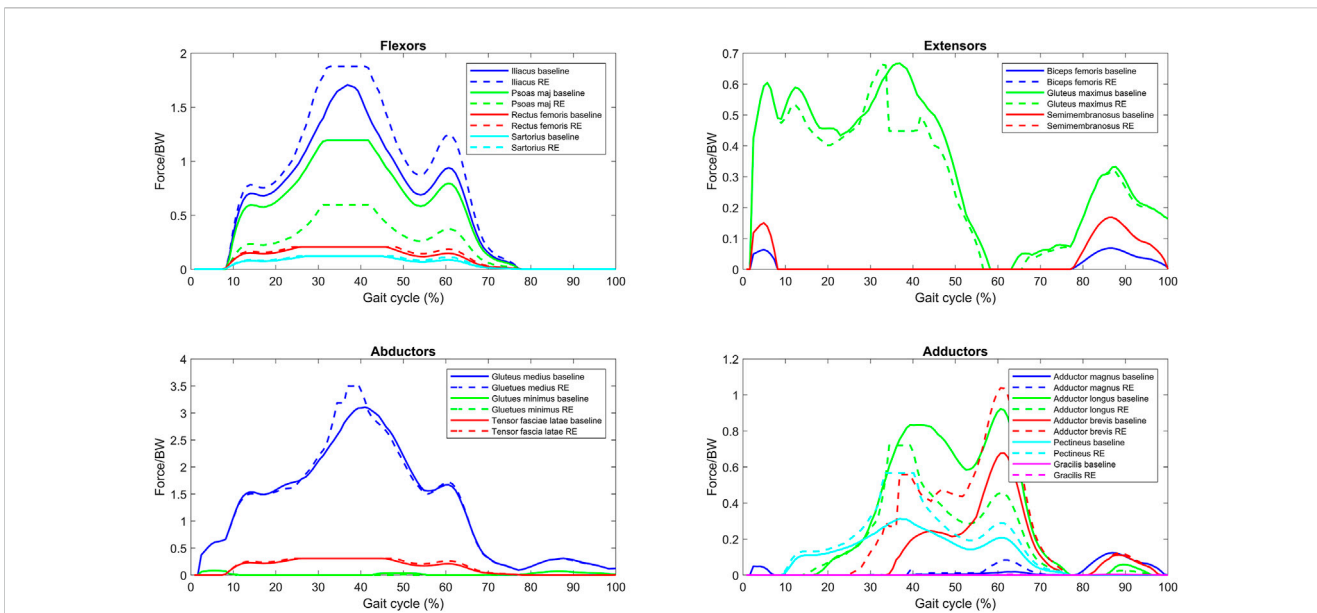 Flexors
2
1.5
1
0.5
0
Force/BW
Iliacus baseline
Iliacus RE
Psoas maj baseline
Psoas maj RE
Rectus femoris baseline
Rectus femoris RE
Sartorius baseline
Sartorius RE
0 10 20 30 40 50 60 70 80 90 100
Gait cycle (%)
Extensors
0.7
0.6
0.5
0.4
0.3
0.2
0.1
0
Force/BW
Biceps femoris baseline
Biceps femoris RE
Gluteus maximus baseline
Gluteus maximus RE
Semimembranosus baseline
Semimembranosus RE
0 10 20 30 40 50 60 70 80 90 100
Gait cycle (%)
Abductors
4
3.5
3
2.5
2
1.5
1
0.5
0
Force/BW
Gluteus medius baseline
Gluetues medius RE
Glutues minimus baseline
Gluetues minimus RE
Tensor fasciae latae baseline
Tensor fascia latae RE
0 10 20 30 40 50 60 70 80 90 100
Gait cycle (%)
Adductors
1.2
1
0.8
0.6
0.4
0.2
0
Force/BW
Adductor magnus baseline
Adductor magnus RE
Adductor longus baseline
Adductor longus RE
Adductor brevis baseline
Adductor brevis RE
Pectineus baseline
Pectineus RE
Gracilis baseline
Gracilis RE
0 10 20 30 40 50 60 70 80 90 100
Gait cycle (%)